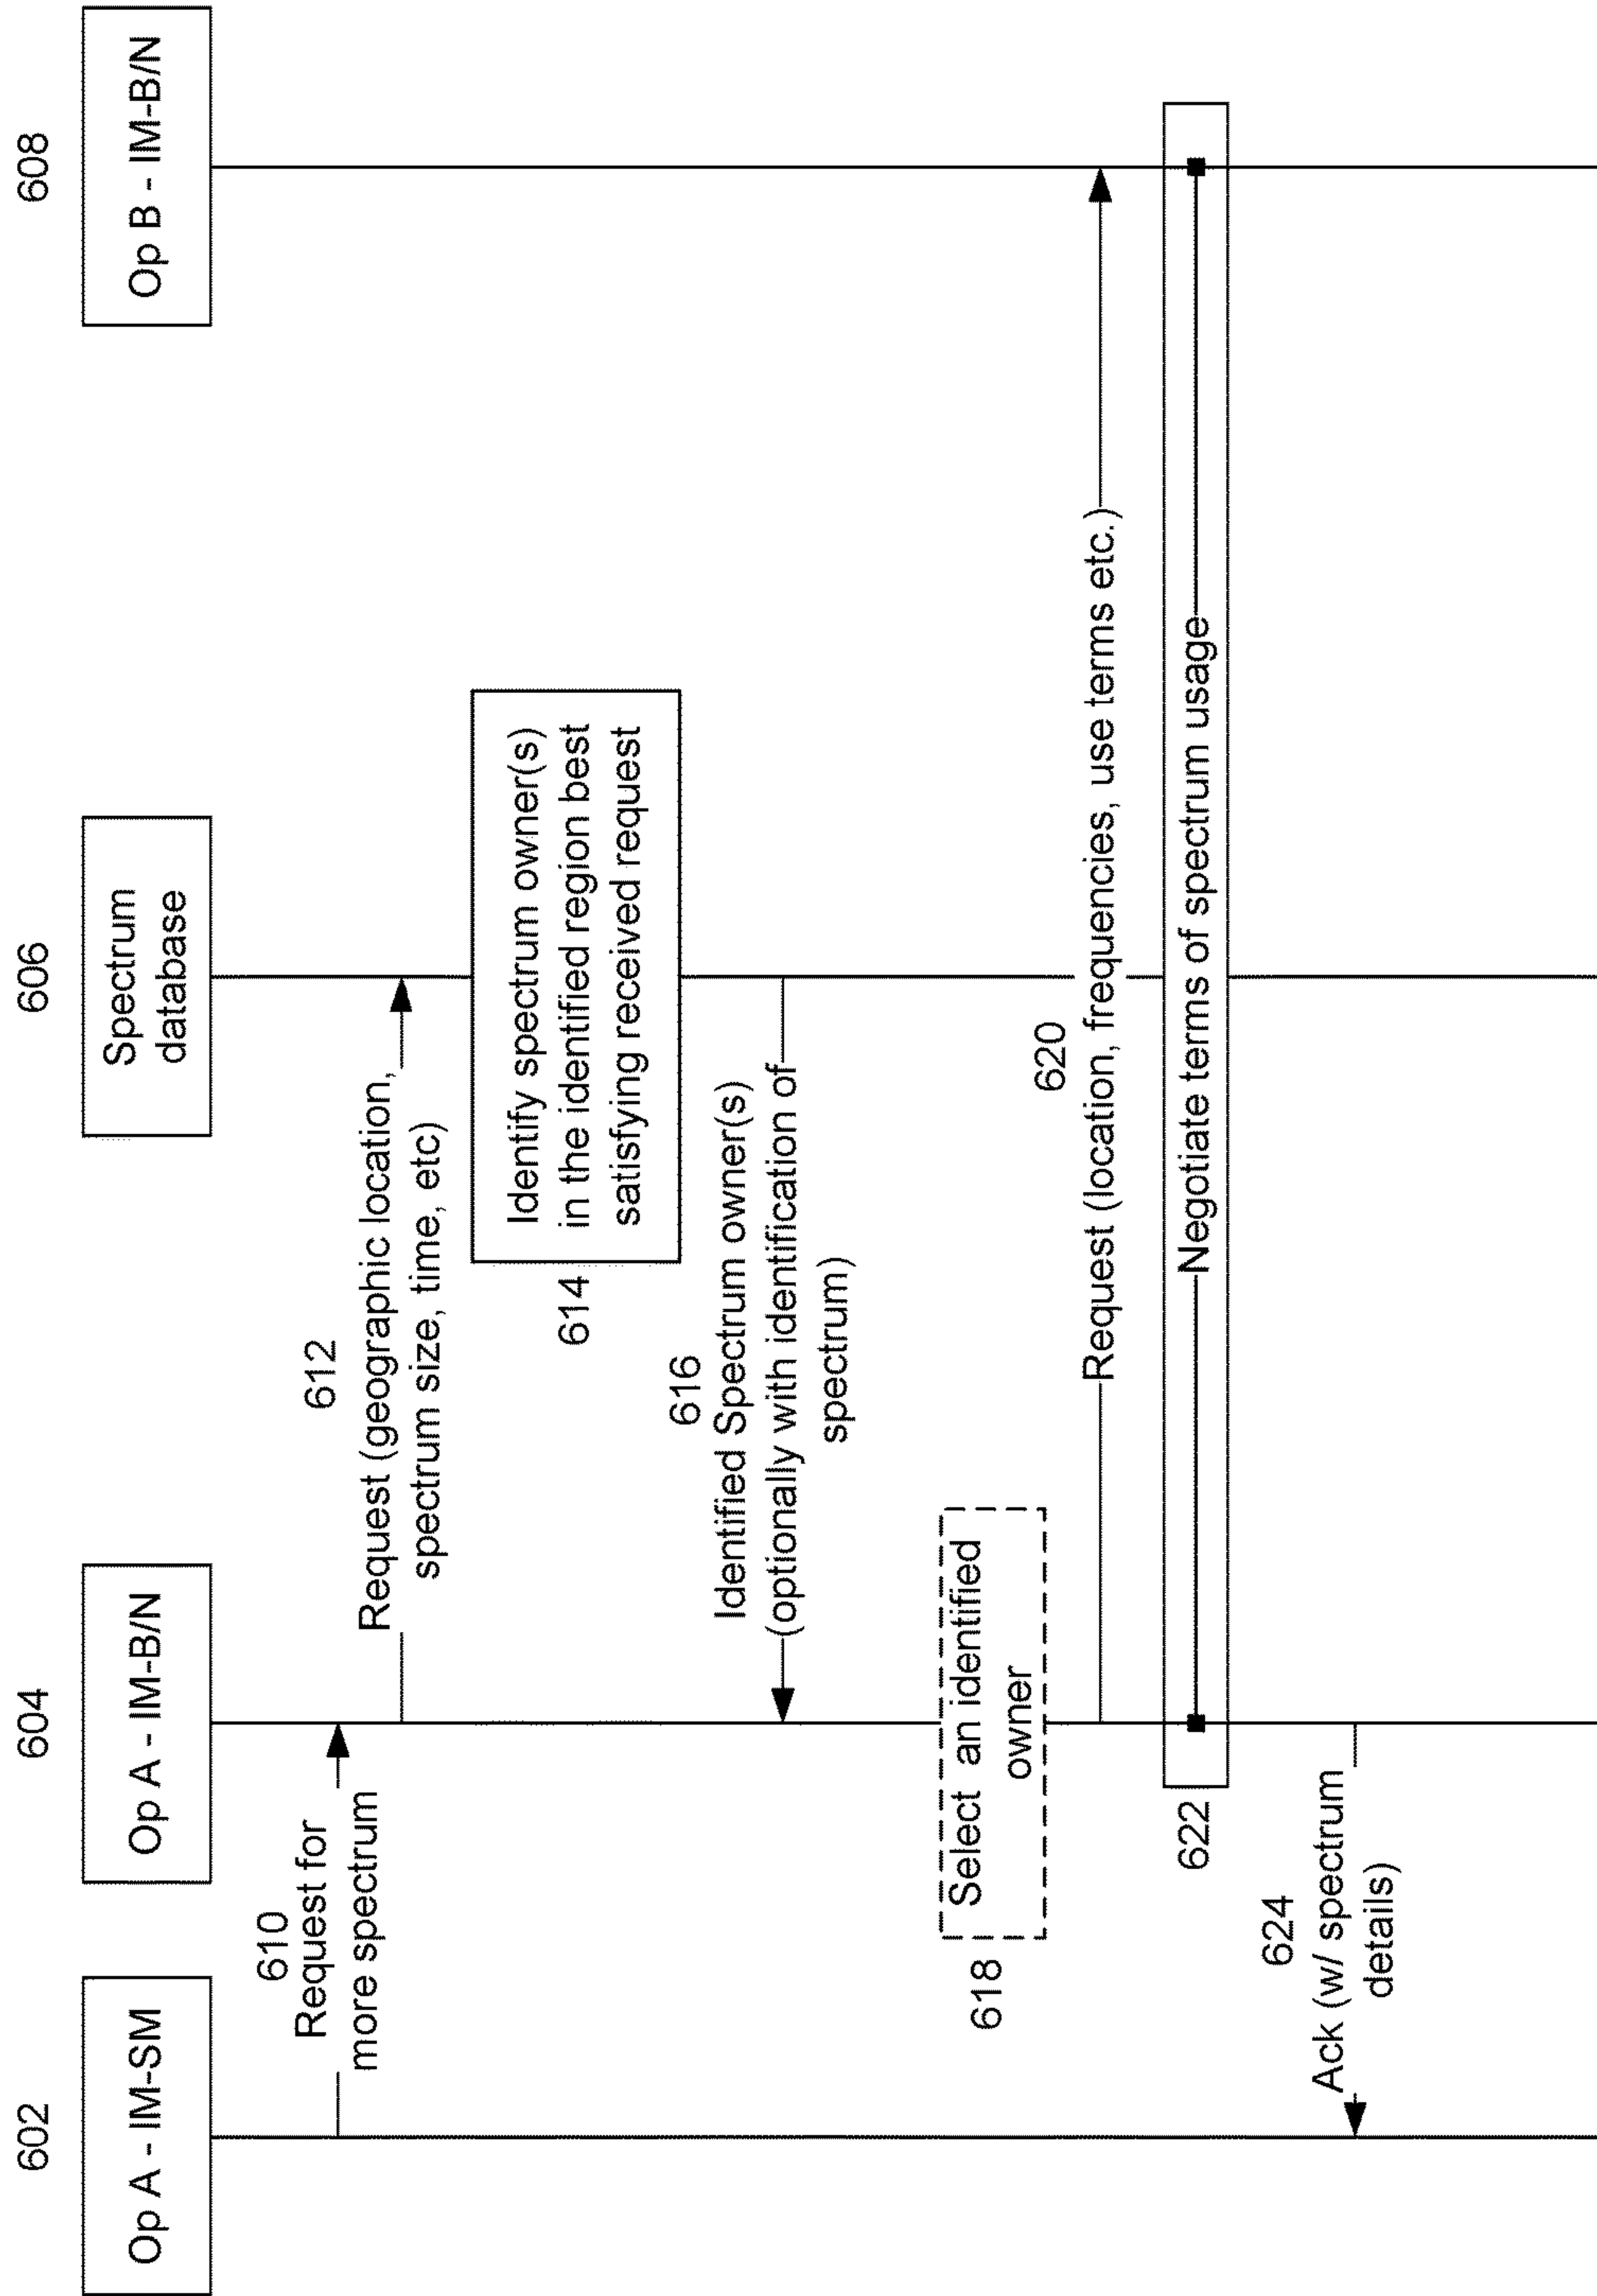 602
604
606
608
Op A - IM-SM
Op A - IM-B/N
Spectrum
database
Op B - IM-B/N
610
Request for
more spectrum
612
Request (geographic location,
spectrum size, time, etc)
Identify spectrum owner(s)
in the identified region best
satisfying received request
614
616
Identified Spectrum owner(s)
(optionally with identification of
spectrum)
Select an identified
owner
618
620
Request (location, frequencies, use terms etc.)
Negotiate terms of spectrum usage
622
624
Ack (w/ spectrum
details)